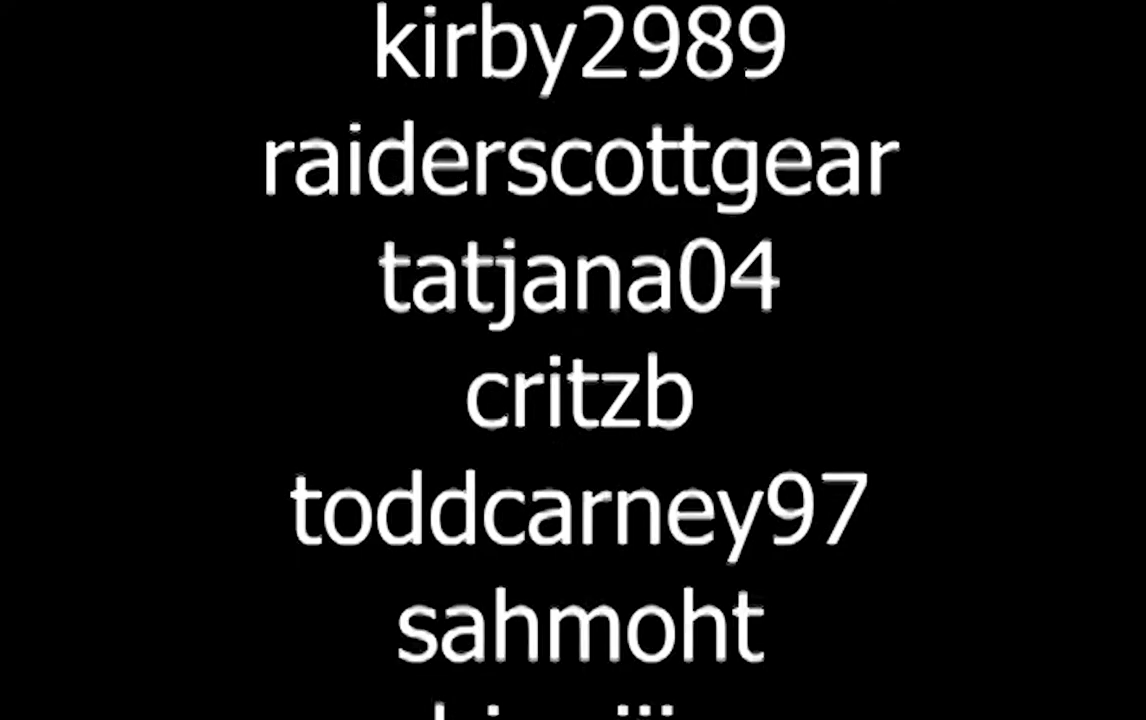 kirby2989
raiderscottgear
tatjana04
critzb
toddcarney97
sahmoht